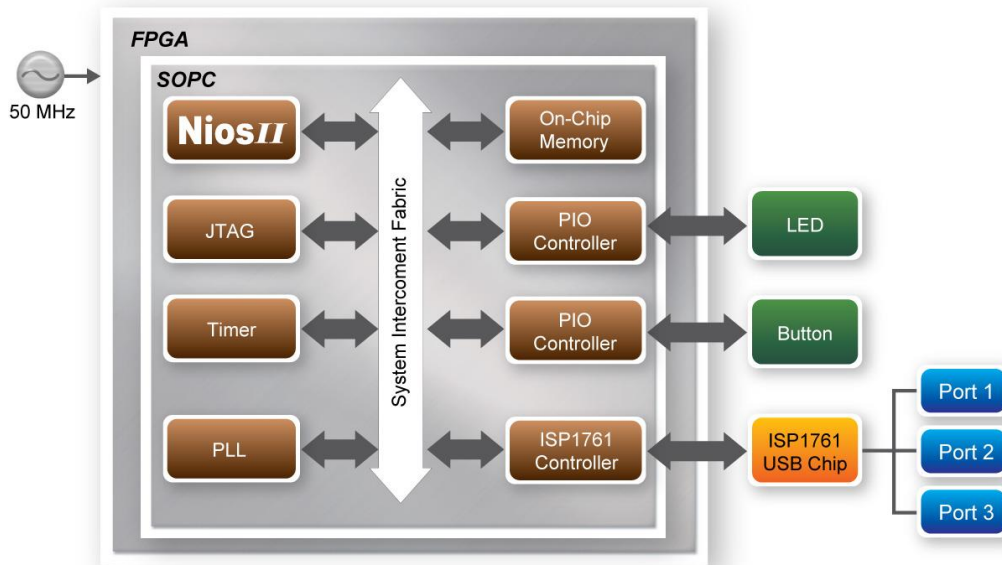 FPGA
50 MHz
SOPC
NiosII
On-Chip
Memory
JTAG
PIO
Controller
LED
System Intercoment Fabric
Timer
PIO
Controller
Button
PLL
ISP1761
Controller
ISP1761
USB Chip
Port 1
Port 2
Port 3